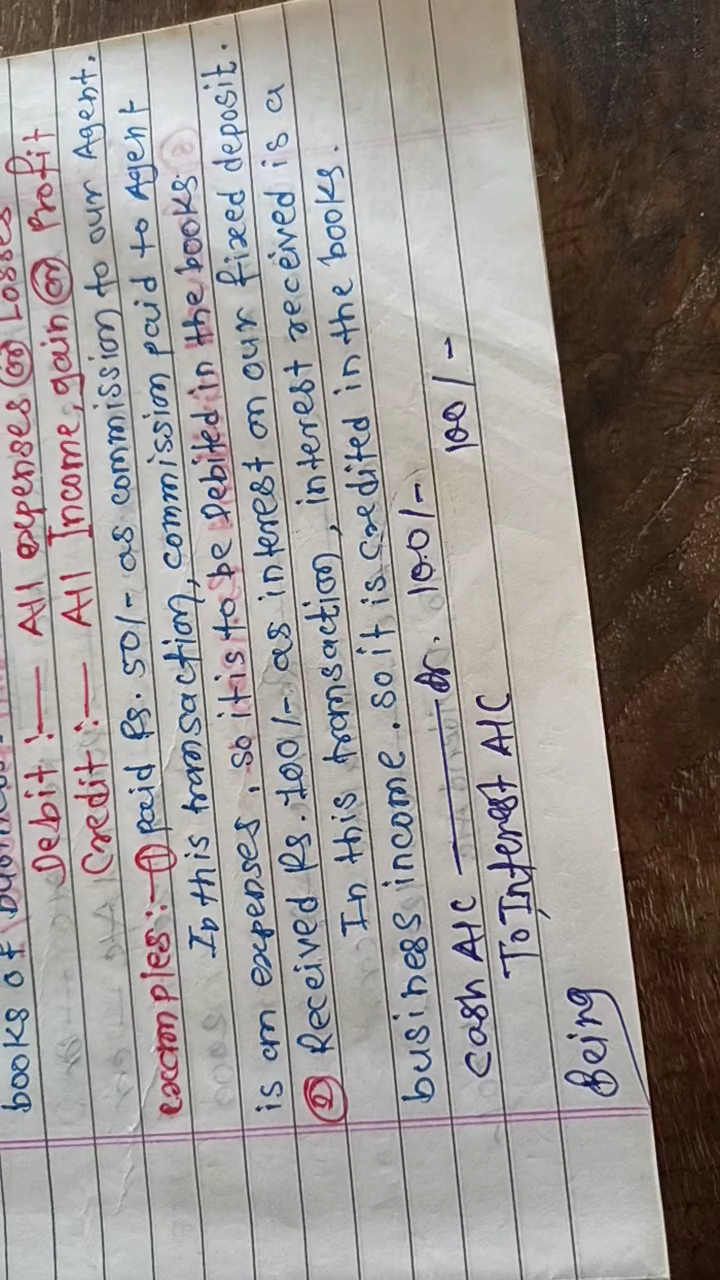 books of business.
Debit :— All expenses (or) Losses
Credit :— All Income, gain (or) Profit
examples :— ① paid Rs. 50/- as commission to our Agent.
In this transaction, commission paid to Agent
is an expenses, so it is to be Debited in the books.
② Received Rs. 100/- as interest on our fixed deposit.
In this transaction, interest received is a
business income. so it is credited in the books.
Cash A/C ——— Dr. 100/-
To Interest A/C 100/-
Being